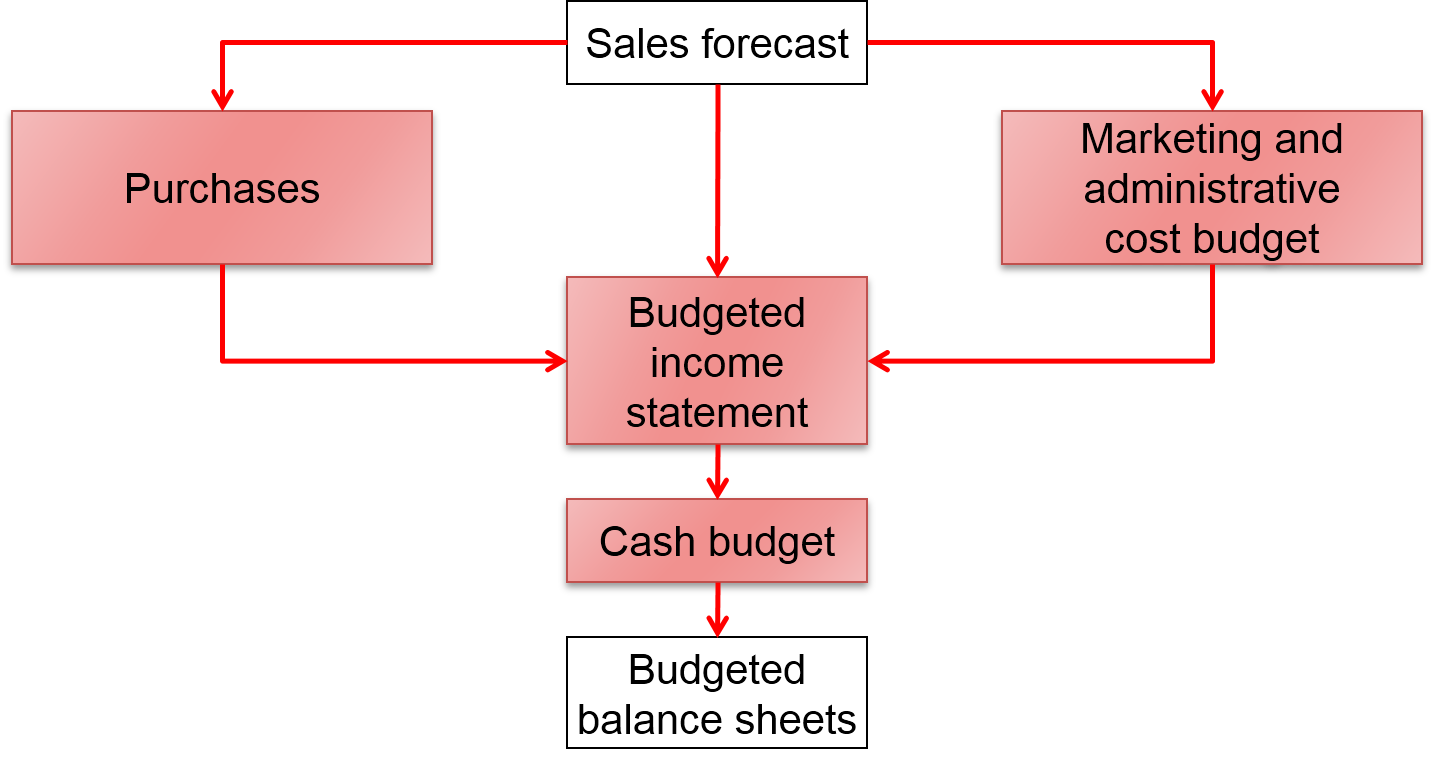 Sales forecast
Purchases
Marketing and
administrative
cost budget
Budgeted
income
statement
Cash budget
Budgeted
balance sheets